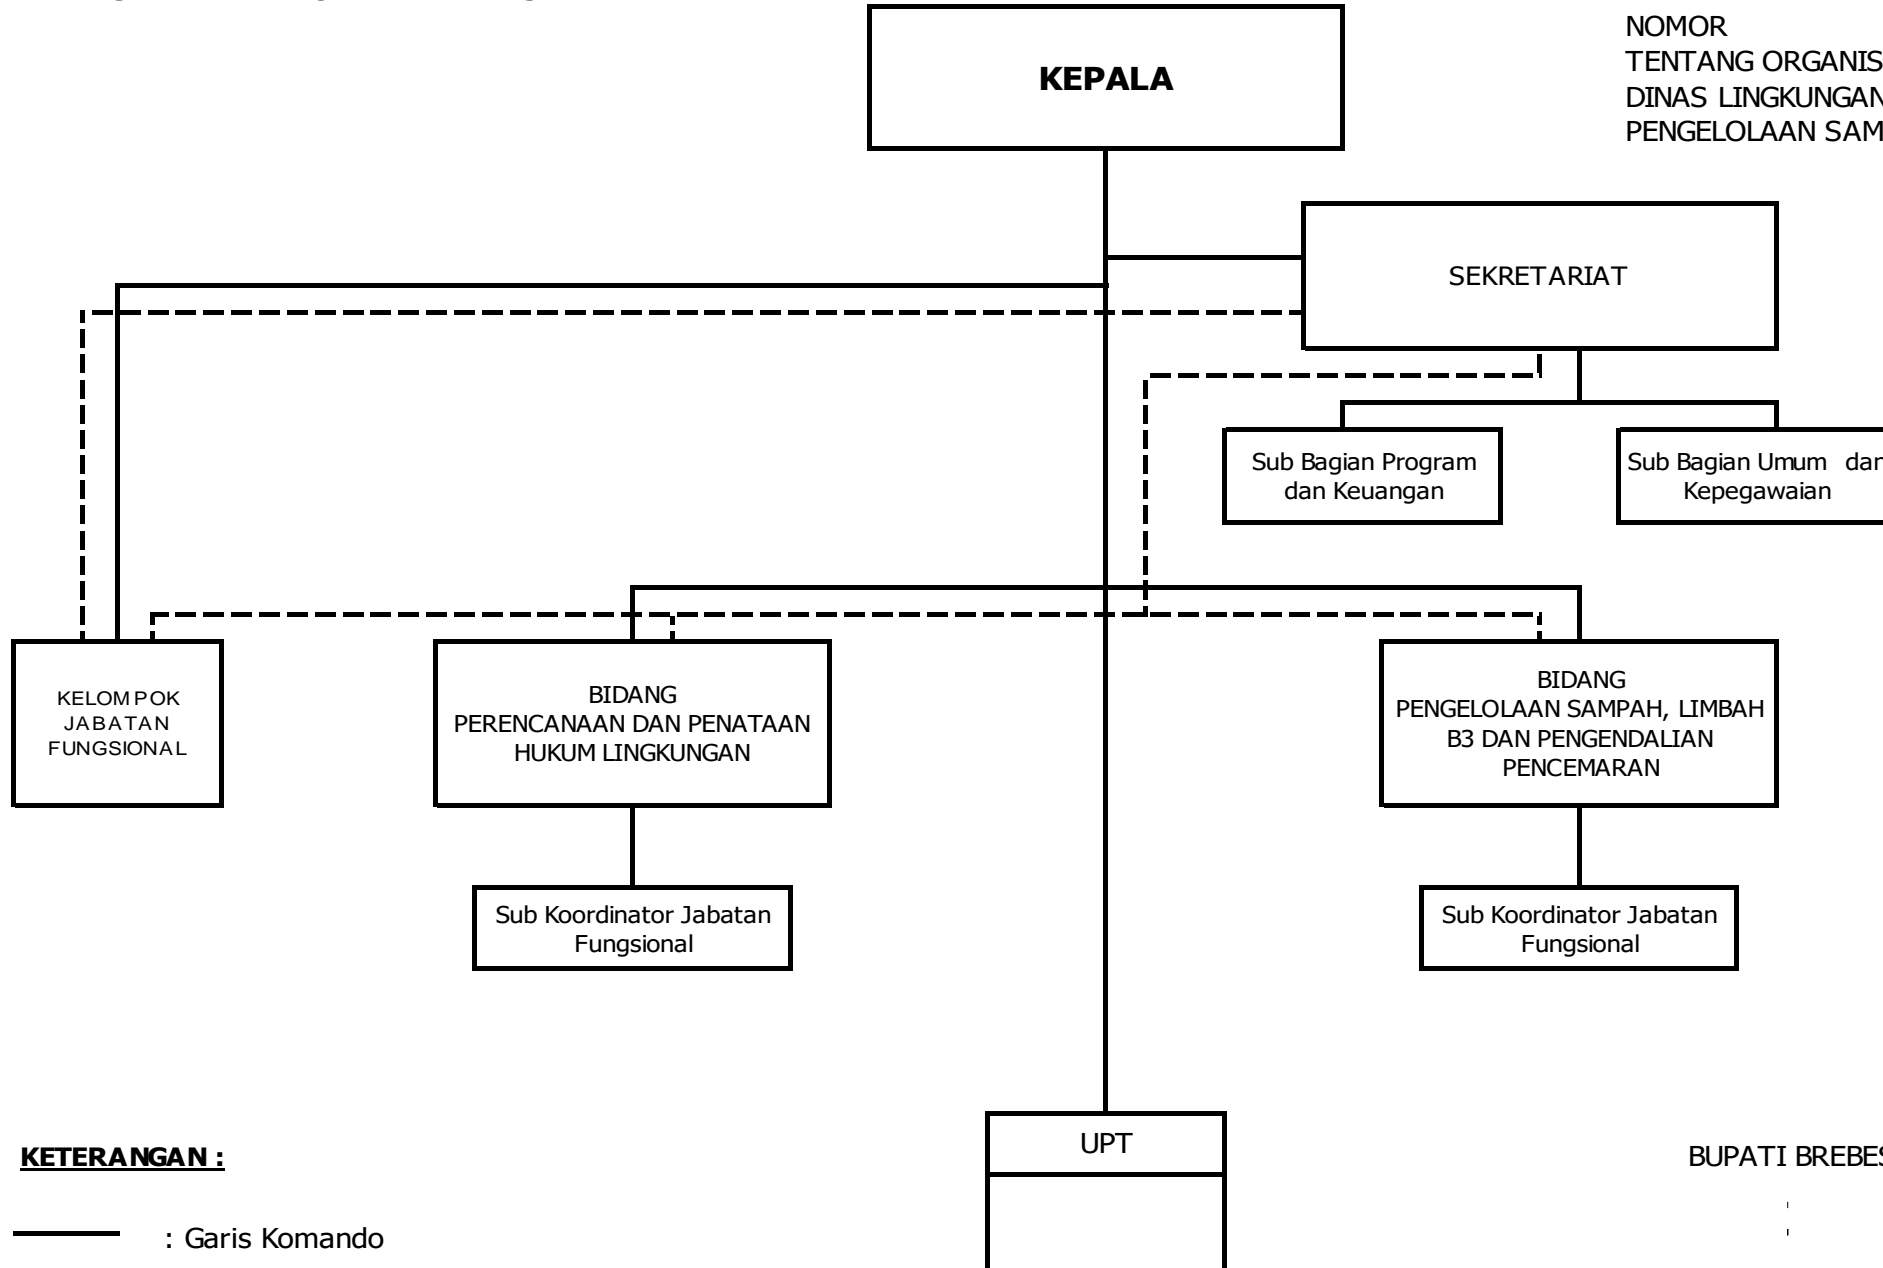 NOMOR
TENTANG ORGANIS
DINAS LINGKUNGAN
PENGELOLAAN SAM
KEPALA
SEKRETARIAT
Sub Bagian Program
dan Keuangan
Sub Bagian Umum dan
Kepegawaian
KELOMPOK
JABATAN
FUNGSIONAL
BIDANG
PERENCANAAN DAN PENATAAN
HUKUM LINGKUNGAN
BIDANG
PENGELOLAAN SAMPAH, LIMBAH
B3 DAN PENGENDALIAN
PENCEMARAN
Sub Koordinator Jabatan
Fungsional
Sub Koordinator Jabatan
Fungsional
UPT
KETERANGAN :
: Garis Komando
BUPATI BREBES